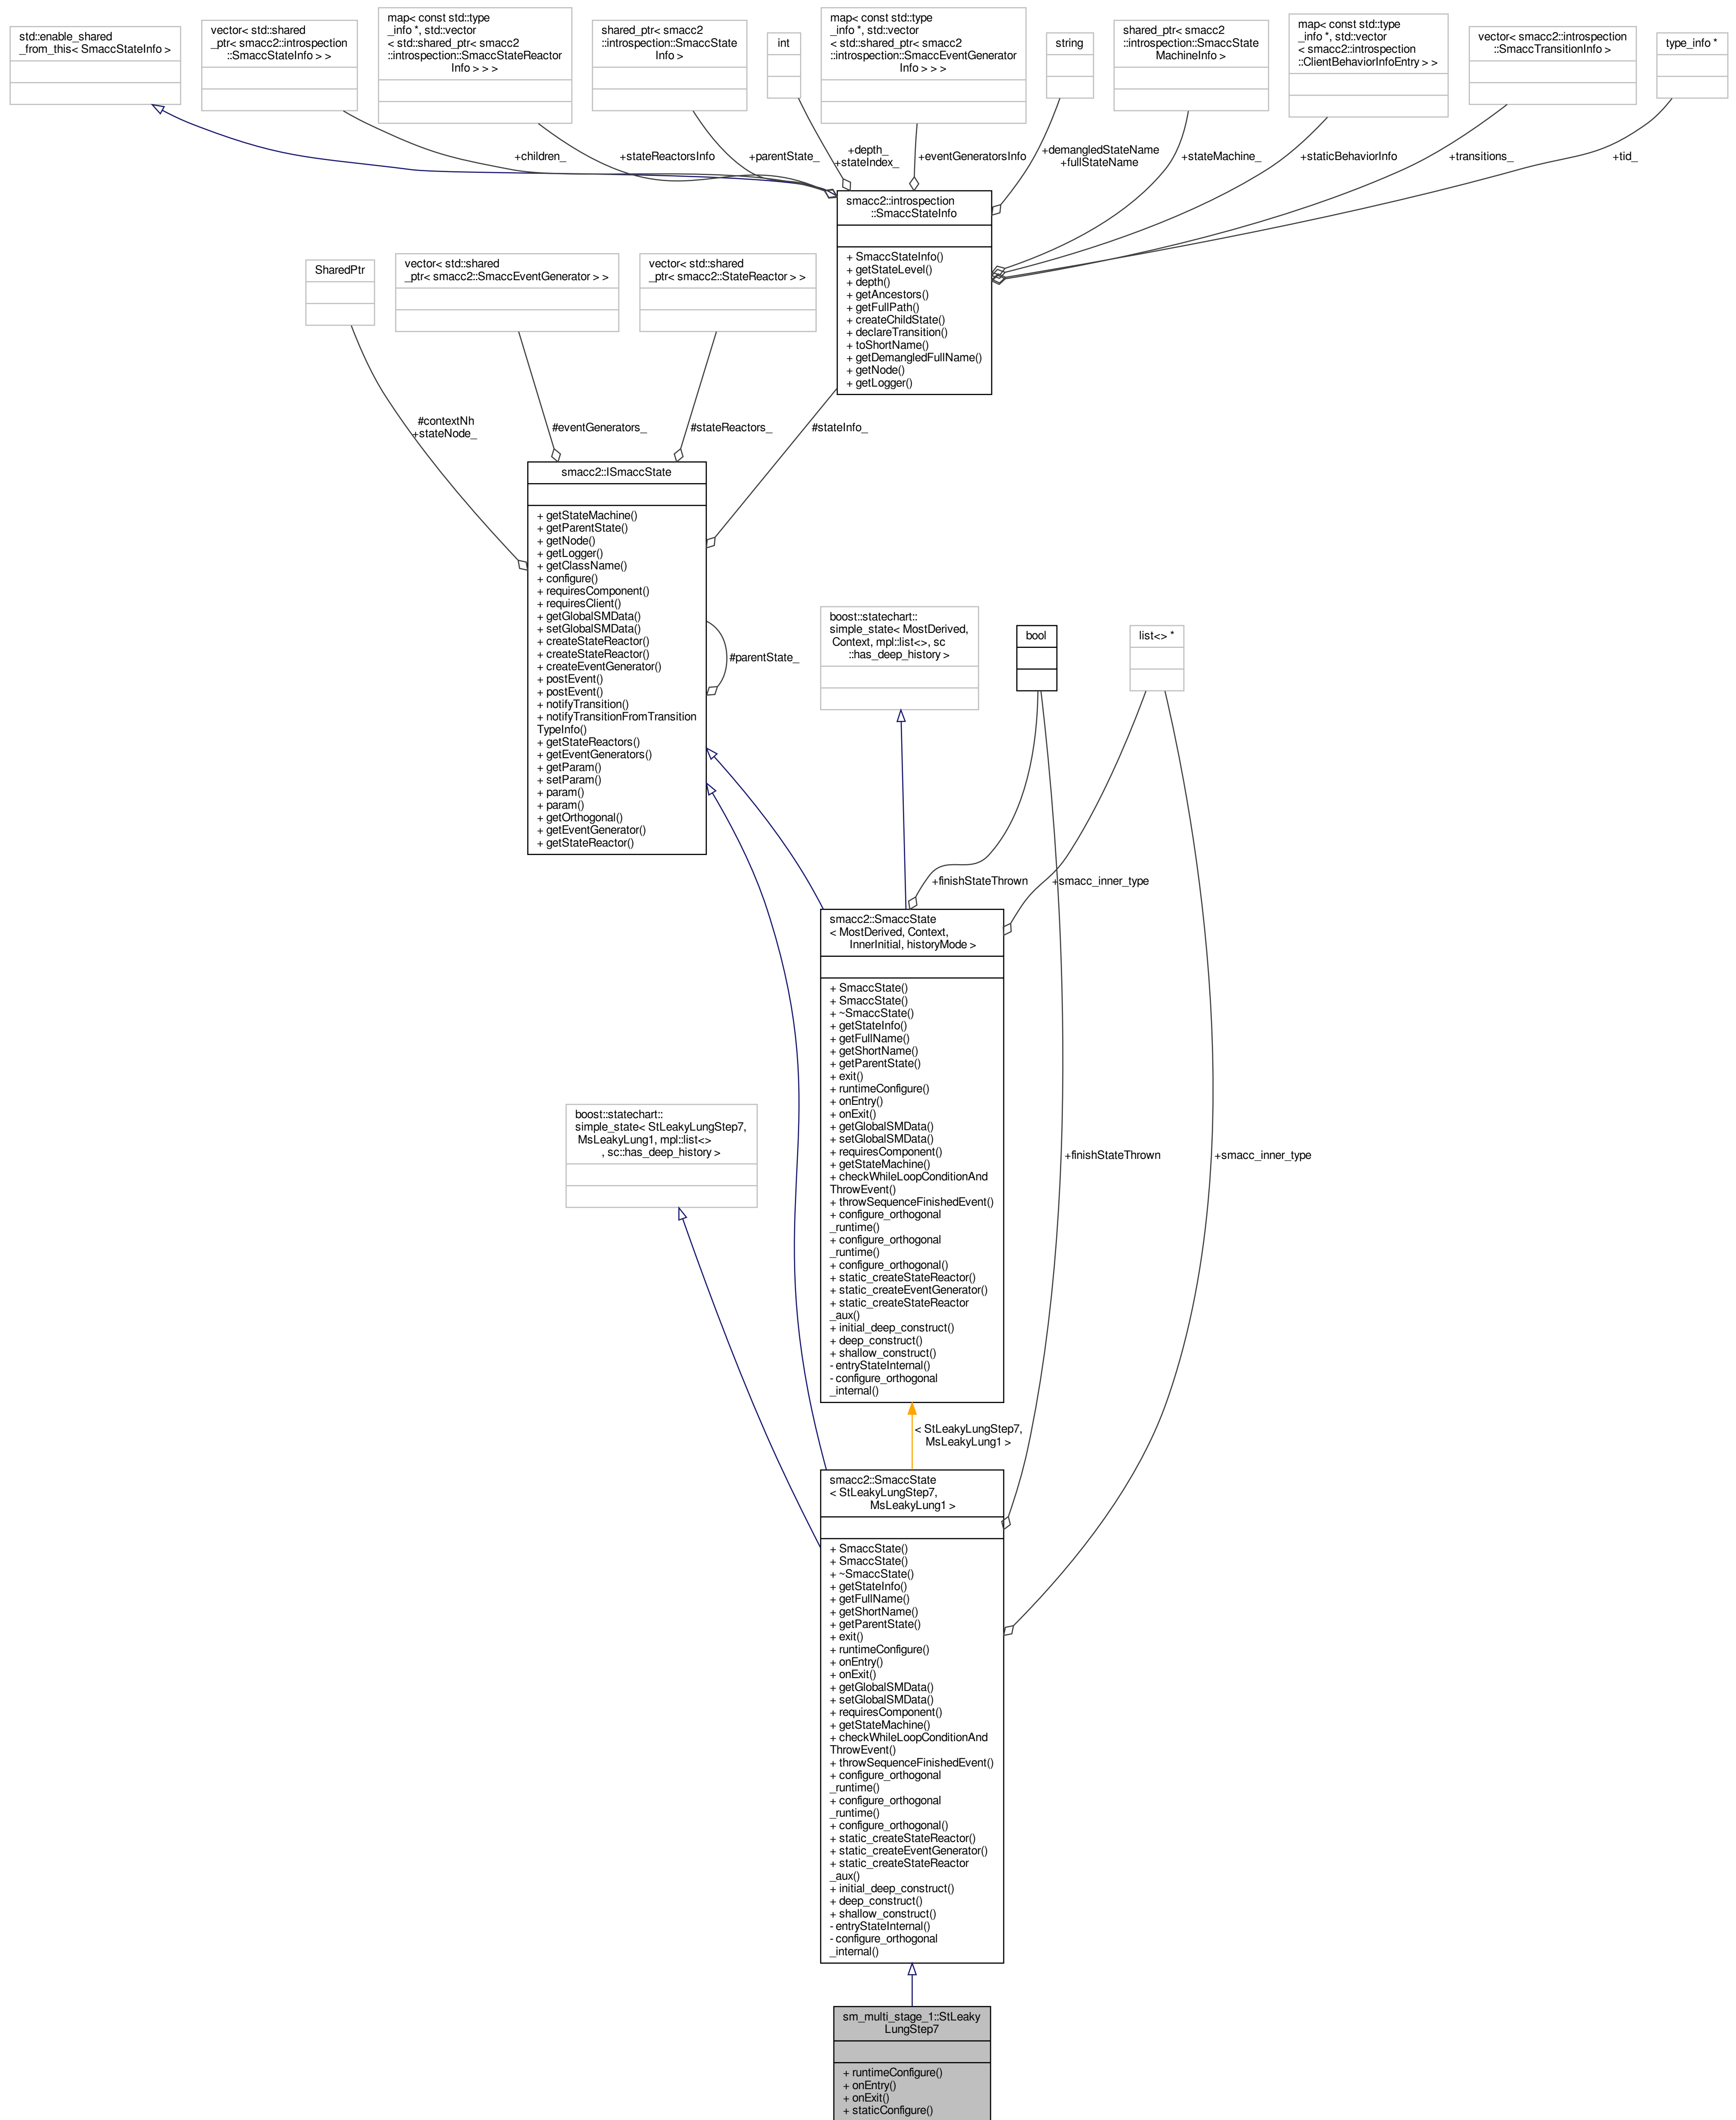 std::enable_shared
_from_this< SmaccStateInfo >
vector< std::shared
_ptr< smacc2::introspection
::SmaccStateInfo > >
map< const std::type
_info *, std::vector
< std::shared_ptr< smacc2
::introspection::SmaccStateReactor
Info > > >
shared_ptr< smacc2
::introspection::SmaccState
Info >
int
map< const std::type
_info *, std::vector
< std::shared_ptr< smacc2
::introspection::SmaccEventGenerator
Info > > >
string
shared_ptr< smacc2
::introspection::SmaccState
MachineInfo >
map< const std::type
_info *, std::vector
< smacc2::introspection
::ClientBehaviorInfoEntry > >
vector< smacc2::introspection
::SmaccTransitionInfo >
type_info *
+children_
+stateReactorsInfo
+parentState_
+depth_
+stateIndex_
+eventGeneratorsInfo
+demangledStateName
+fullStateName
+stateMachine_
+staticBehaviorInfo
+transitions_
+tid_
smacc2::introspection
::SmaccStateInfo
+ SmaccStateInfo()
+ getStateLevel()
+ depth()
+ getAncestors()
+ getFullPath()
+ createChildState()
+ declareTransition()
+ toShortName()
+ getDemangledFullName()
+ getNode()
+ getLogger()
SharedPtr
vector< std::shared
_ptr< smacc2::SmaccEventGenerator > >
vector< std::shared
_ptr< smacc2::StateReactor > >
#contextNh
+stateNode_
#eventGenerators_
#stateReactors_
#stateInfo_
smacc2::ISmaccState
+ getStateMachine()
+ getParentState()
+ getNode()
+ getLogger()
+ getClassName()
+ configure()
+ requiresComponent()
+ requiresClient()
+ getGlobalSMData()
+ setGlobalSMData()
+ createStateReactor()
+ createStateReactor()
+ createEventGenerator()
+ postEvent()
+ postEvent()
+ notifyTransition()
+ notifyTransitionFromTransition
TypeInfo()
+ getStateReactors()
+ getEventGenerators()
+ getParam()
+ setParam()
+ param()
+ param()
+ getOrthogonal()
+ getEventGenerator()
+ getStateReactor()
#parentState_
boost::statechart::
simple_state< MostDerived,
Context, mpl::list<>, sc
::has_deep_history >
bool
list<> *
+finishStateThrown
+smacc_inner_type
smacc2::SmaccState
< MostDerived, Context,
InnerInitial, historyMode >
+ SmaccState()
+ SmaccState()
+ ~SmaccState()
+ getStateInfo()
+ getFullName()
+ getShortName()
+ getParentState()
+ exit()
+ runtimeConfigure()
+ onEntry()
+ onExit()
+ getGlobalSMData()
+ setGlobalSMData()
+ requiresComponent()
+ getStateMachine()
+ checkWhileLoopConditionAnd
ThrowEvent()
+ throwSequenceFinishedEvent()
+ configure_orthogonal
_runtime()
+ configure_orthogonal
_runtime()
+ configure_orthogonal()
+ static_createStateReactor()
+ static_createEventGenerator()
+ static_createStateReactor
_aux()
+ initial_deep_construct()
+ deep_construct()
+ shallow_construct()
- entryStateInternal()
- configure_orthogonal
_internal()
boost::statechart::
simple_state< StLeakyLungStep7,
MsLeakyLung1, mpl::list<>
, sc::has_deep_history >
+finishStateThrown
+smacc_inner_type
< StLeakyLungStep7,
MsLeakyLung1 >
smacc2::SmaccState
< StLeakyLungStep7,
MsLeakyLung1 >
+ SmaccState()
+ SmaccState()
+ ~SmaccState()
+ getStateInfo()
+ getFullName()
+ getShortName()
+ getParentState()
+ exit()
+ runtimeConfigure()
+ onEntry()
+ onExit()
+ getGlobalSMData()
+ setGlobalSMData()
+ requiresComponent()
+ getStateMachine()
+ checkWhileLoopConditionAnd
ThrowEvent()
+ throwSequenceFinishedEvent()
+ configure_orthogonal
_runtime()
+ configure_orthogonal
_runtime()
+ configure_orthogonal()
+ static_createStateReactor()
+ static_createEventGenerator()
+ static_createStateReactor
_aux()
+ initial_deep_construct()
+ deep_construct()
+ shallow_construct()
- entryStateInternal()
- configure_orthogonal
_internal()
sm_multi_stage_1::StLeaky
LungStep7
+ runtimeConfigure()
+ onEntry()
+ onExit()
+ staticConfigure()